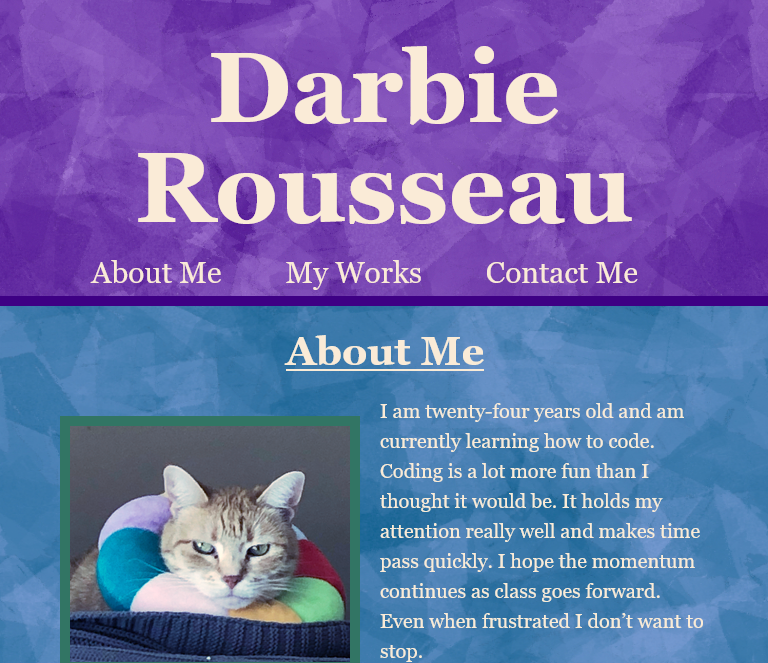 Darbie
Rousseau
About Me My Works Contact Me
About Me
I am twenty-four years old and am
currently learning how to code.
Coding is a lot more fun than I
thought it would be. It holds my
attention really well and makes time
pass quickly. I hope the momentum
continues as class goes forward.
Even when frustrated I don’t want to
stop.